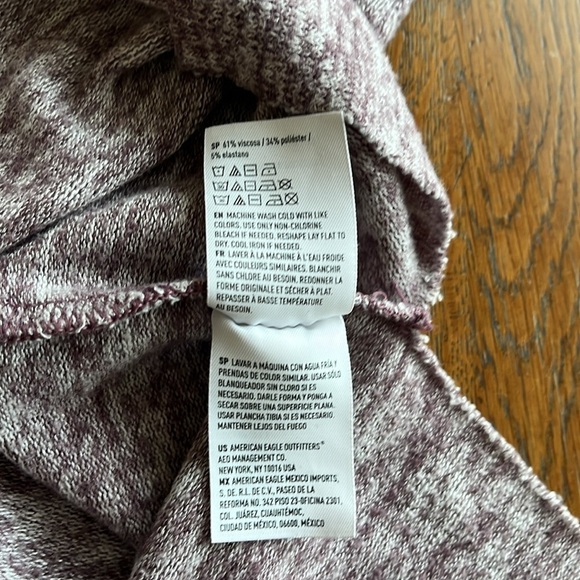 SP 61% viscosa / 34% poliéster /
5% elastano
EN MACHINE WASH COLD WITH LIKE
COLORS. USE ONLY NON-CHLORINE
BLEACH IF NEEDED. RESHAPE LAY FLAT TO
DRY. COOL IRON IF NEEDED.
FR LAVER À LA MACHINE À L'EAU FROIDE
AVEC COULEURS SIMILAIRES. BLANCHIR
SANS CHLORE AU BESOIN. REDONNER LA
FORME ORIGINALE ET SÉCHER À PLAT.
REPASSER À BASSE TEMPÉRATURE
AU BESOIN.
SP LAVAR A MÁQUINA CON AGUA FRÍA Y
PRENDAS DE COLOR SIMILAR. USAR SÓLO
BLANQUEADOR SIN CLORO SI ES
NECESARIO. DARLE FORMA Y PONGA A
SECAR SOBRE UNA SUPERFICIE PLANA.
USAR PLANCHA TIBIA SI ES NECESARIO.
MANTENER LEJOS DEL FUEGO
US AMERICAN EAGLE OUTFITTERS®
AEO MANAGEMENT CO.
NEW YORK, NY 10016 USA
MX AMERICAN EAGLE MEXICO IMPORTS,
S. DE R.L. DE C.V., PASEO DE LA
REFORMA NO. 342 PISO 23-OFICINA 2301,
COL. JUÁREZ, CUAUHTÉMOC,
CIUDAD DE MÉXICO, 06600, MÉXICO